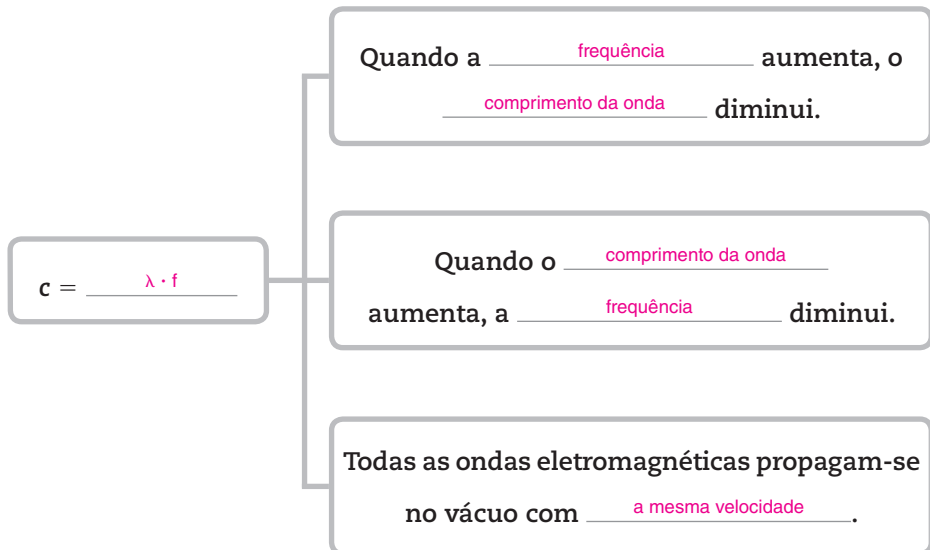 Quando a frequência aumenta, o
comprimento da onda diminui.
c = λ · f
Quando o comprimento da onda
aumenta, a frequência diminui.
Todas as ondas eletromagnéticas propagam-se
no vácuo com a mesma velocidade.